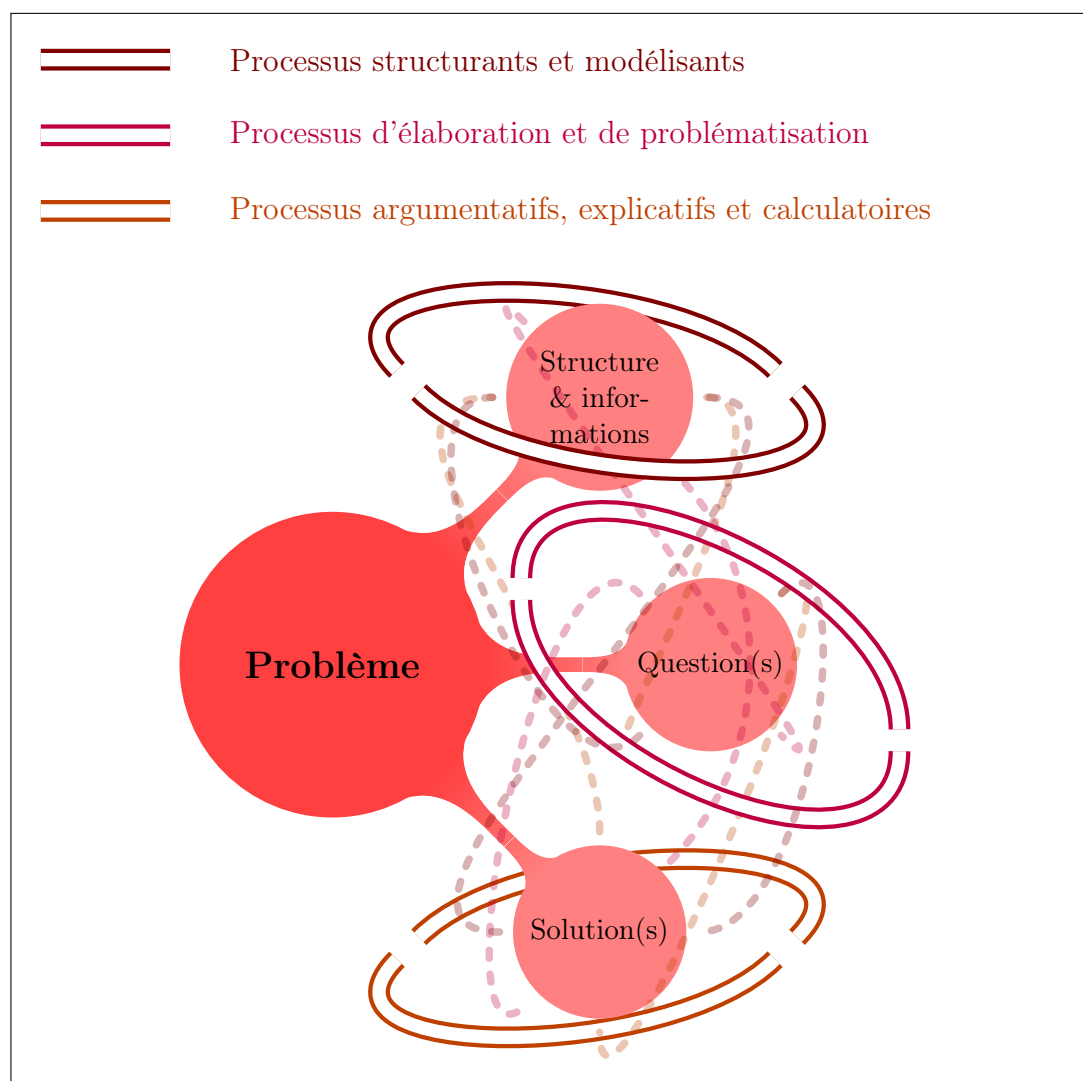 Processus structurants et modélisants
Processus d'élaboration et de problématisation
Processus argumentatifs, explicatifs et calculatoires
Structure
& infor-
mations
Problème
Question(s)
Solution(s)